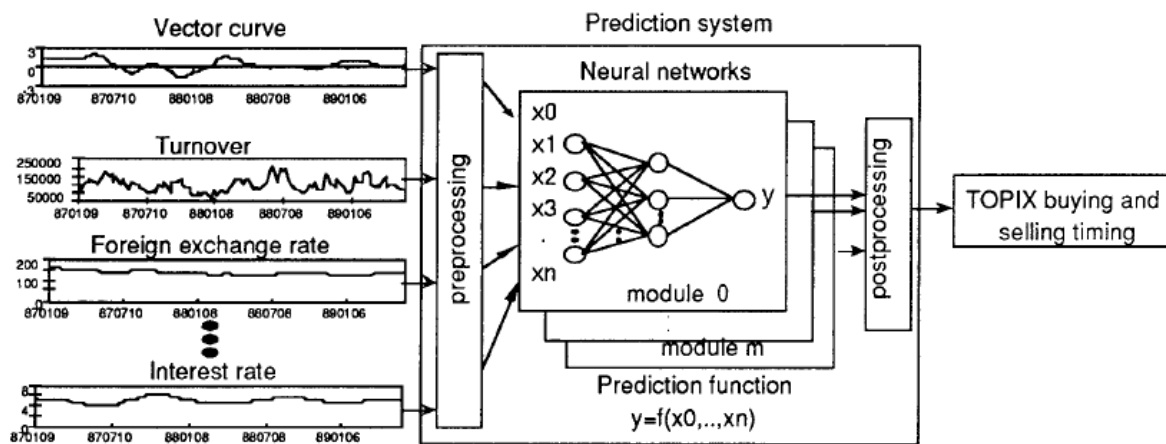 Vector curve
3
0
-3
870109 870710 880108 880708 890106
Turnover
250000
150000
50000
870109 870710 880108 880708 890106
Foreign exchange rate
200
100
0
870109 870710 880108 880708 890106
Interest rate
8
4
0
870109 870710 880108 880708 890106
Prediction system
preprocessing
Neural networks
x0
x1
x2
x3
xn
y
module 0
module m
Prediction function
y=f(x0,..,xn)
postprocessing
TOPIX buying and
selling timing